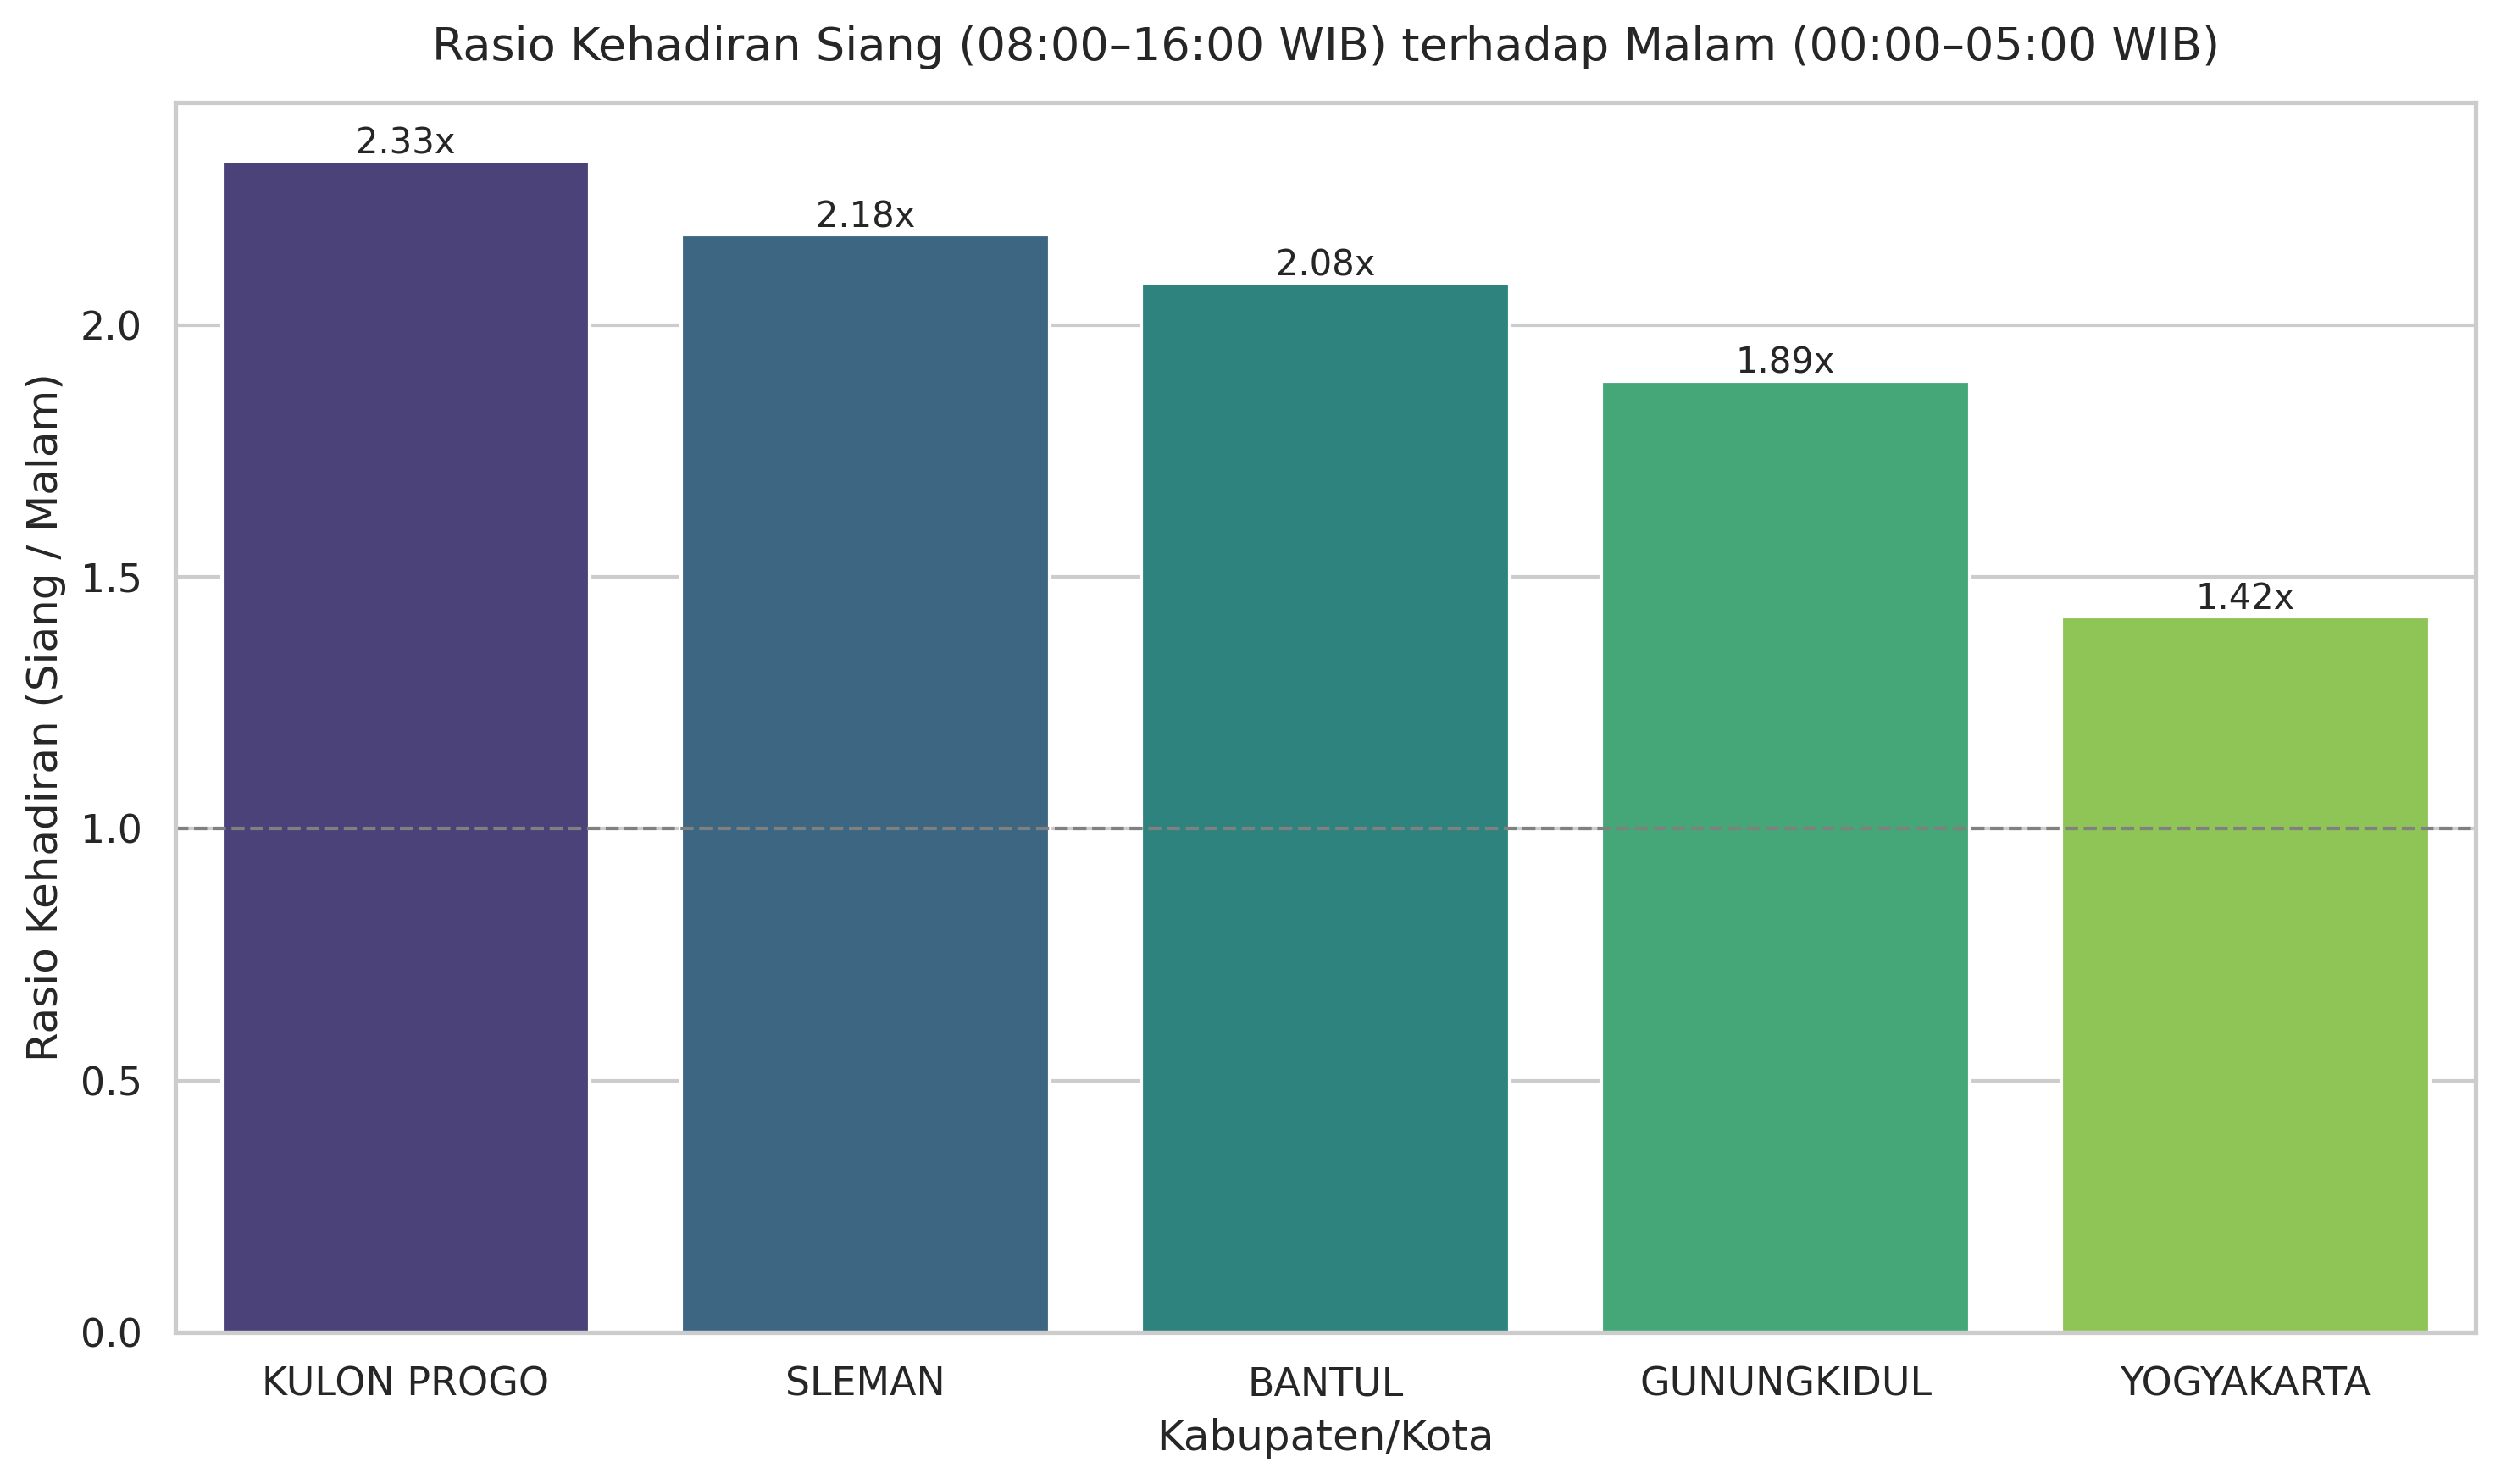 Rasio Kehadiran Siang (08:00–16:00 WIB) terhadap Malam (00:00–05:00 WIB)
Rasio Kehadiran (Siang / Malam)
2.33x
2.18x
2.08x
1.89x
1.42x
2.0
1.5
1.0
0.5
0.0
KULON PROGO
SLEMAN
BANTUL
GUNUNGKIDUL
YOGYAKARTA
Kabupaten/Kota